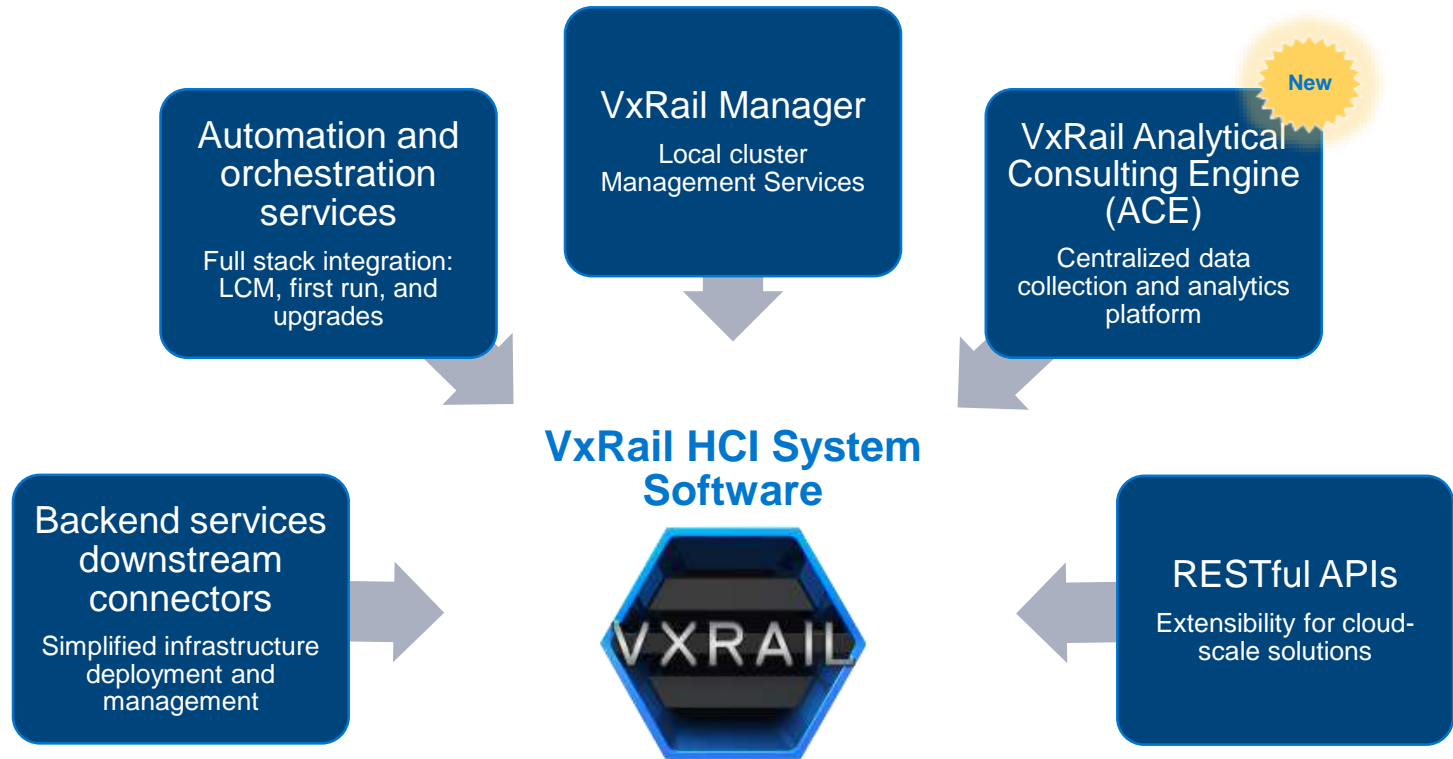 Backend services
downstream
connectors
Simplified infrastructure
deployment and
management
Automation and
orchestration
services
Full stack integration:
LCM, first run, and
upgrades
VxRail Manager
Local cluster
Management Services
New
VxRail Analytical
Consulting Engine
(ACE)
Centralized data
collection and analytics
platform
RESTful APIs
Extensibility for cloud-
scale solutions
VxRail HCI System
Software
VXRAIL